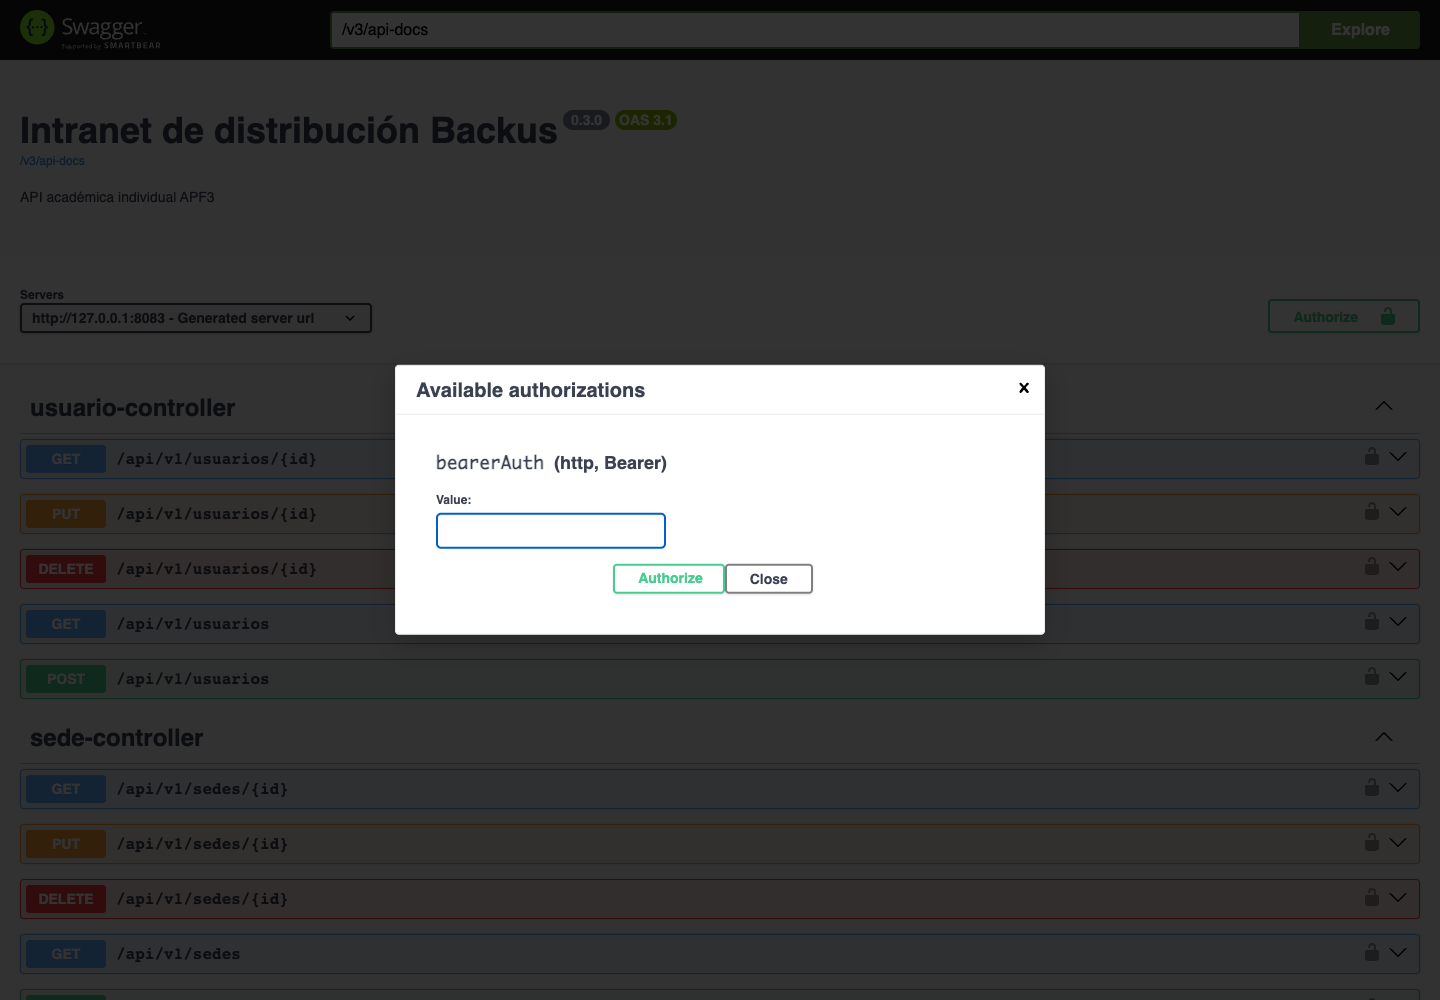 Swagger.
Supported by SMARTBEAR
/v3/api-docs
Explore
Intranet de distribución Backus 0.3.0 OAS 3.1
/v3/api-docs
API académica individual APF3
Servers
http://127.0.0.1:8083 - Generated server url
Authorize
Available authorizations
x
bearerAuth (http, Bearer)
Value:
Authorize
Close
usuario-controller
GET /api/v1/usuarios/{id}
PUT /api/v1/usuarios/{id}
DELETE /api/v1/usuarios/{id}
GET /api/v1/usuarios
POST /api/v1/usuarios
sede-controller
GET /api/v1/sedes/{id}
PUT /api/v1/sedes/{id}
DELETE /api/v1/sedes/{id}
GET /api/v1/sedes